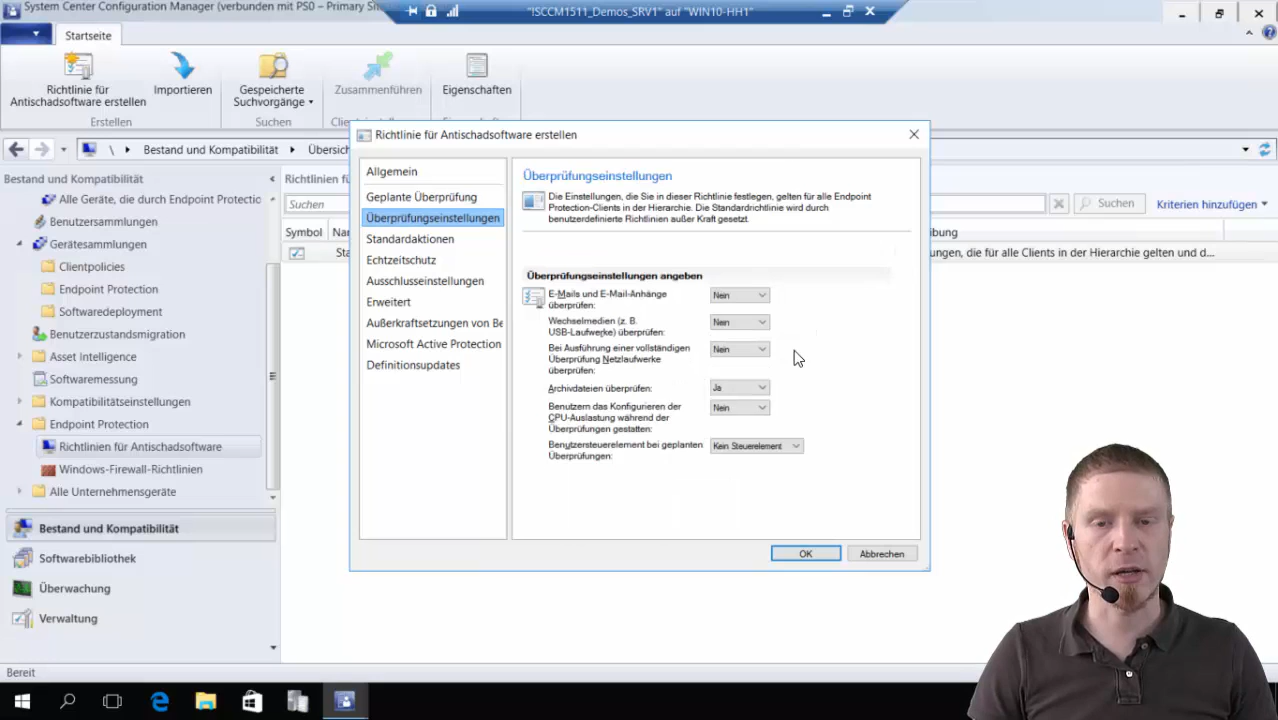 System Center Configuration Manager (verbunden mit PS0 - Primary Si
"ISCCM1511_Demos_SRV1" auf "WIN10-HH1"
Startseite
Richtlinie für
Antischadsoftware erstellen
Importieren
Gespeicherte
Suchvorgänge
Zusammenführen
Eigenschaften
Erstellen
Suchen
\
Bestand und Kompatibilität
Bestand und Kompatibilität
Alle Geräte, die durch Endpoint Protectio
Benutzersammlungen
Gerätesammlungen
Clientpolicies
Endpoint Protection
Softwaredeployment
Benutzerzustandsmigration
Asset Intelligence
Softwaremessung
Kompatibilitätseinstellungen
Endpoint Protection
Richtlinien für Antischadsoftware
Windows-Firewall-Richtlinien
Alle Unternehmensgeräte
Bestand und Kompatibilität
Softwarebibliothek
Überwachung
Verwaltung
Bereit
Suchen
Suchen
Kriterien hinzufügen
Symbol
bung
ungen, die für alle Clients in der Hierarchie gelten und d...
Richtlinie für Antischadsoftware erstellen
Allgemein
Geplante Überprüfung
Überprüfungseinstellungen
Standardaktionen
Echtzeitschutz
Ausschlusseinstellungen
Erweitert
Außerkraftsetzungen von Be
Microsoft Active Protection
Definitionsupdates
Überprüfungseinstellungen
Die Einstellungen, die Sie in dieser Richtlinie festlegen, gelten für alle Endpoint
Protection-Clients in der Hierarchie. Die Standardrichtlinie wird durch
benutzerdefinierte Richtlinien außer Kraft gesetzt.
Überprüfungseinstellungen angeben
E-Mails und E-Mail-Anhänge
überprüfen:
Nein
Wechselmedien (z. B.
USB-Laufwerke) überprüfen:
Nein
Bei Ausführung einer vollständigen
Überprüfung Netzlaufwerke
überprüfen:
Nein
Archivdateien überprüfen:
Ja
Benutzern das Konfigurieren der
CPU-Auslastung während der
Überprüfungen gestatten:
Nein
Benutzersteuerelement bei geplanten
Überprüfungen:
Kein Steuerelement
OK
Abbrechen